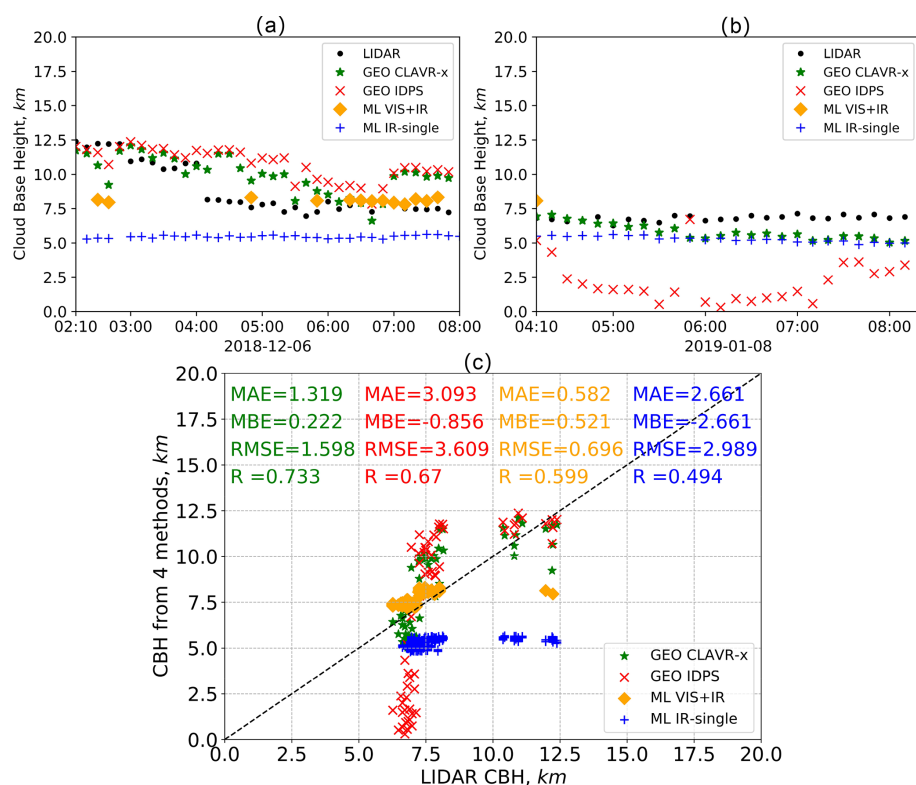 (a)
20.0
17.5
15.0
12.5
10.0
7.5
5.0
2.5
0.0
Cloud Base Height, km
LIDAR
GEO CLAVR-x
GEO IDPS
ML VIS+IR
ML IR-single
02:10 03:00 04:00 05:00 06:00 07:00 08:00
2018-12-06
(b)
20.0
17.5
15.0
12.5
10.0
7.5
5.0
2.5
0.0
Cloud Base Height, km
LIDAR
GEO CLAVR-x
GEO IDPS
ML VIS+IR
ML IR-single
04:10 05:00 06:00 07:00 08:00
2019-01-08
(c)
20.0
17.5
15.0
12.5
10.0
7.5
5.0
2.5
0.0
CBH from 4 methods, km
MAE=1.319 MAE=3.093 MAE=0.582 MAE=2.661
MBE=0.222 MBE=-0.856 MBE=0.521 MBE=-2.661
RMSE=1.598 RMSE=3.609 RMSE=0.696 RMSE=2.989
R =0.733 R =0.67 R =0.599 R =0.494
GEO CLAVR-x
GEO IDPS
ML VIS+IR
ML IR-single
0.0 2.5 5.0 7.5 10.0 12.5 15.0 17.5 20.0
LIDAR CBH, km